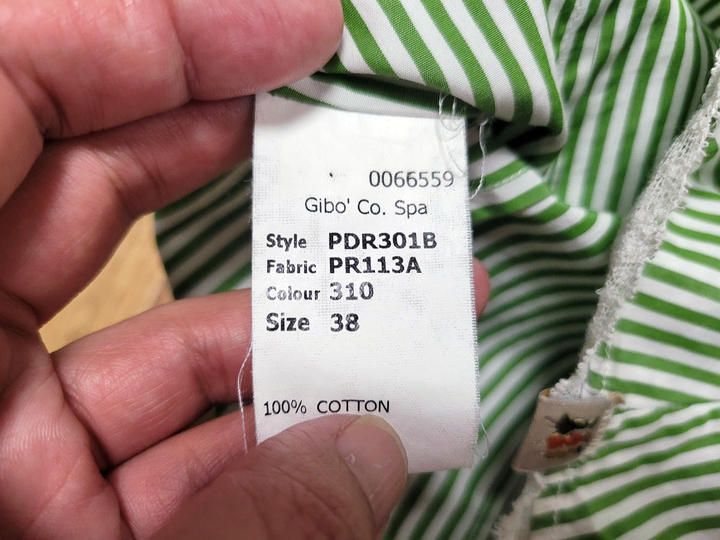 0066559
Gibo' Co. Spa
Style PDR301B
Fabric PR113A
Colour 310
Size 38
100% COTTON